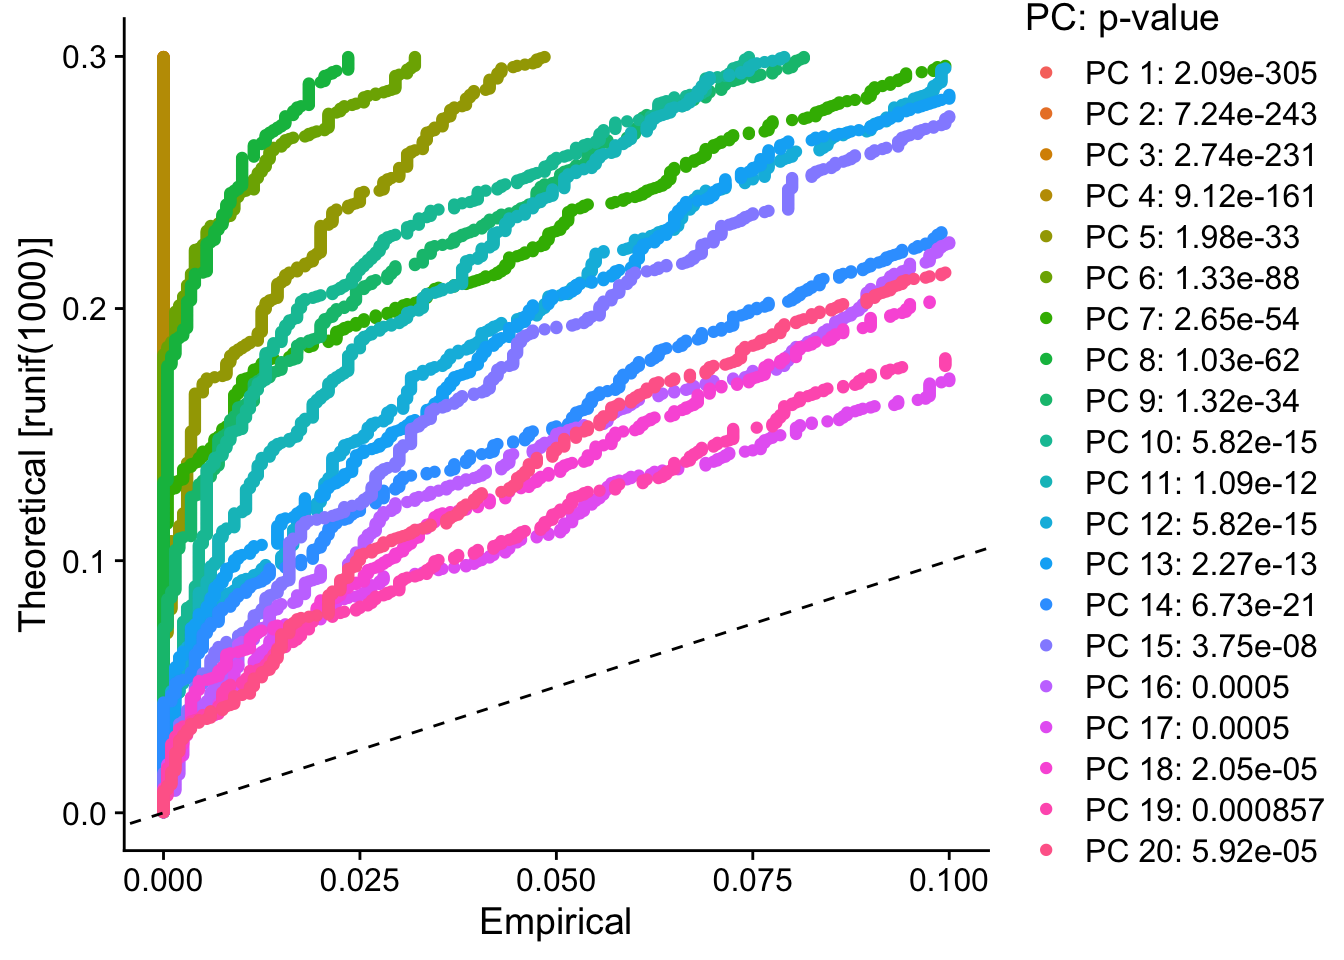 PC: p-value
PC 1: 2.09e-305
PC 2: 7.24e-243
PC 3: 2.74e-231
PC 4: 9.12e-161
PC 5: 1.98e-33
PC 6: 1.33e-88
PC 7: 2.65e-54
PC 8: 1.03e-62
PC 9: 1.32e-34
PC 10: 5.82e-15
PC 11: 1.09e-12
PC 12: 5.82e-15
PC 13: 2.27e-13
PC 14: 6.73e-21
PC 15: 3.75e-08
PC 16: 0.0005
PC 17: 0.0005
PC 18: 2.05e-05
PC 19: 0.000857
PC 20: 5.92e-05
Theoretical [runif(1000)]
0.3
0.2
0.1
0.0
0.000 0.025 0.050 0.075 0.100
Empirical